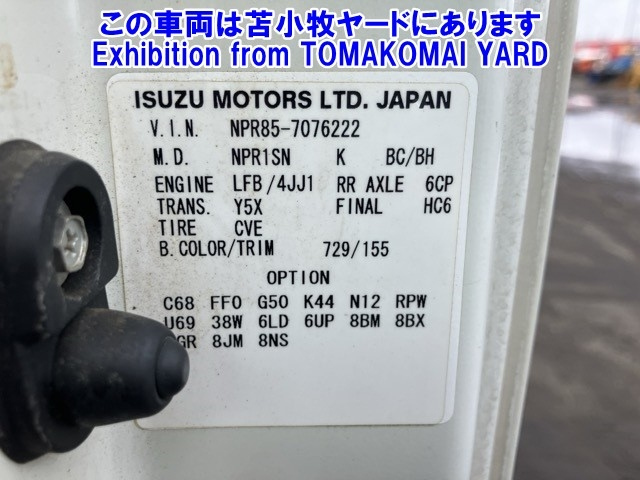 この車両は苫小牧ヤードにあります
Exhibition from TOMAKOMAI YARD
ISUZU MOTORS LTD. JAPAN
V.I.N. NPR85-7076222
M.D. NPR1SN K BC/BH
ENGINE LFB/4JJ1 RR AXLE 6CP
TRANS. Y5X FINAL HC6
TIRE CVE
B.COLOR/TRIM 729/155
OPTION
C68 FF0 G50 K44 N12 RPW
U69 38W 6LD 6UP 8BM 8BX
8JM 8NS